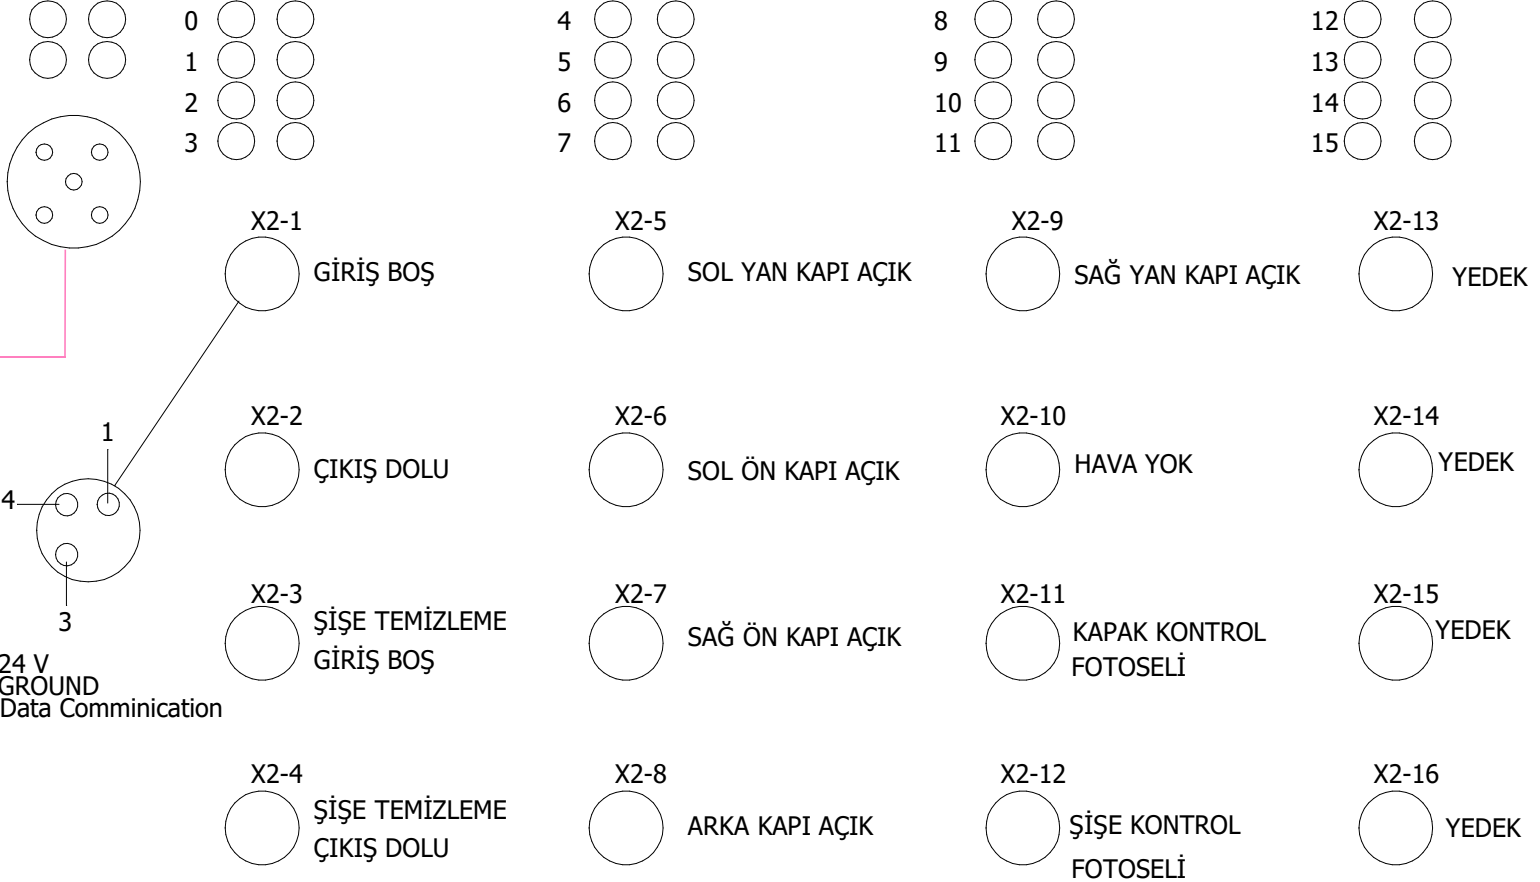 0 4 8 12
1 5 9 13
2 6 10 14
3 7 11 15
X2-1 X2-5 X2-9 X2-13
GİRİŞ BOŞ SOL YAN KAPI AÇIK SAĞ YAN KAPI AÇIK YEDEK
X2-2 X2-6 X2-10 X2-14
1
ÇIKIŞ DOLU SOL ÖN KAPI AÇIK HAVA YOK YEDEK
4
X2-3 X2-7 X2-11 X2-15
3
ŞİŞE TEMİZLEME
GİRİŞ BOŞ
SAĞ ÖN KAPI AÇIK
KAPAK KONTROL
FOTOSELİ
YEDEK
24 V
GROUND
Data Comminication
X2-4 X2-8 X2-12 X2-16
ŞİŞE TEMİZLEME
ÇIKIŞ DOLU
ARKA KAPI AÇIK
ŞİŞE KONTROL
FOTOSELİ
YEDEK